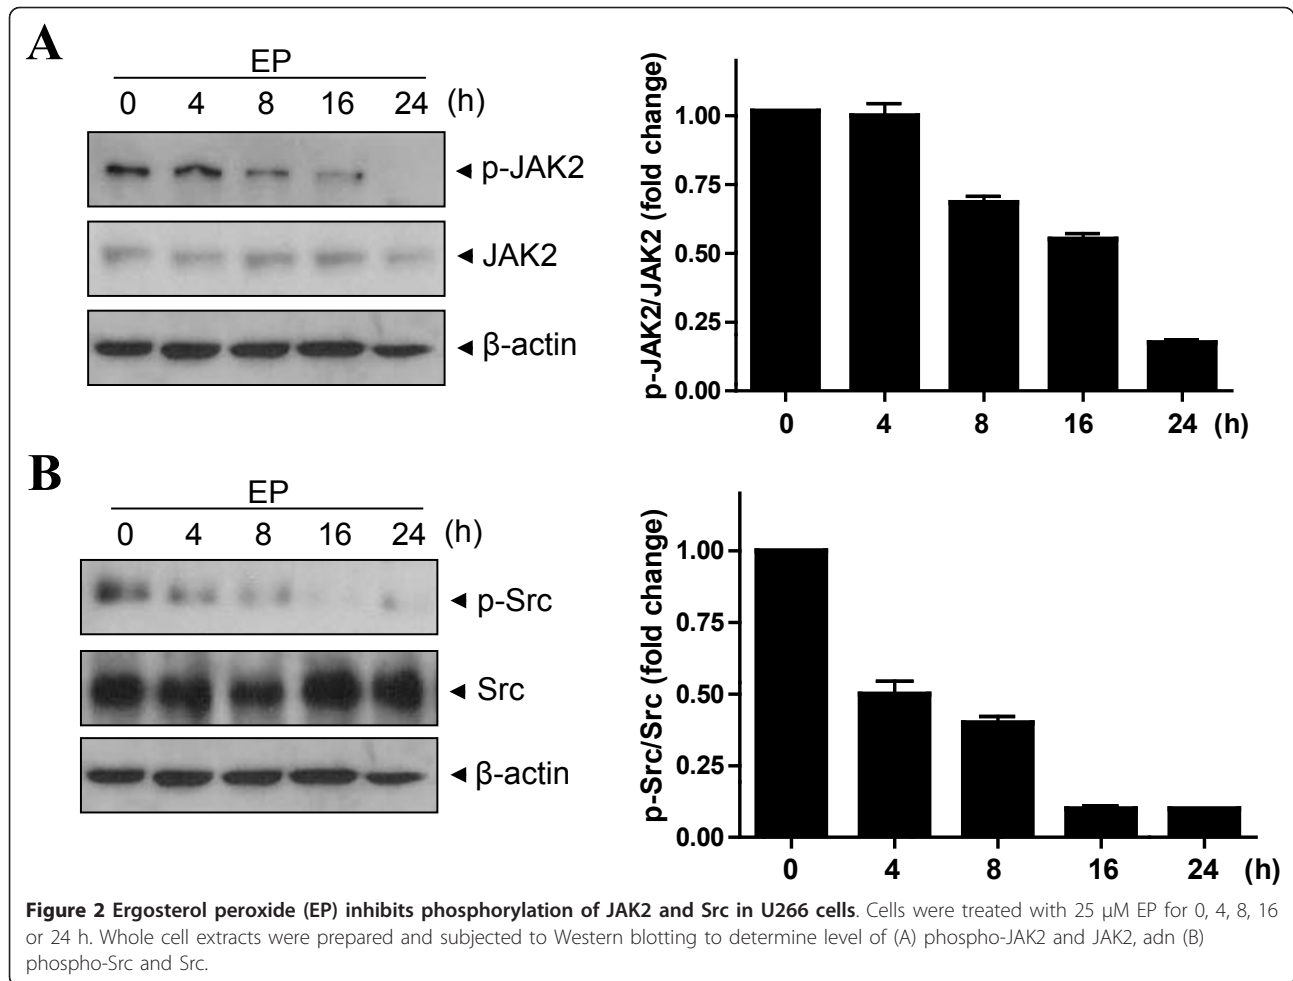 A
EP
0 4 8 16 24 (h)
p-JAK2
JAK2
β-actin
p-JAK2/JAK2 (fold change)
1.00
0.75
0.50
0.25
0.00
0 4 8 16 24 (h)
B
EP
0 4 8 16 24 (h)
p-Src
Src
β-actin
p-Src/Src (fold change)
1.00
0.75
0.50
0.25
0.00
0 4 8 16 24 (h)
Figure 2 Ergosterol peroxide (EP) inhibits phosphorylation of JAK2 and Src in U266 cells. Cells were treated with 25 μM EP for 0, 4, 8, 16
or 24 h. Whole cell extracts were prepared and subjected to Western blotting to determine level of (A) phospho-JAK2 and JAK2, adn (B)
phospho-Src and Src.